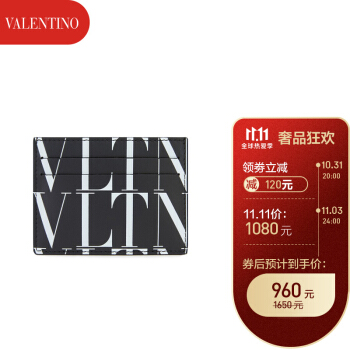 VALENTINO
VLTN
VLTN
11.11
全球热爱季
奢品狂欢
领券立减
减 120元
10.31
20:00
11.11价:
1080元
11.03
24:00
券后预计到手价:
960元
1650元